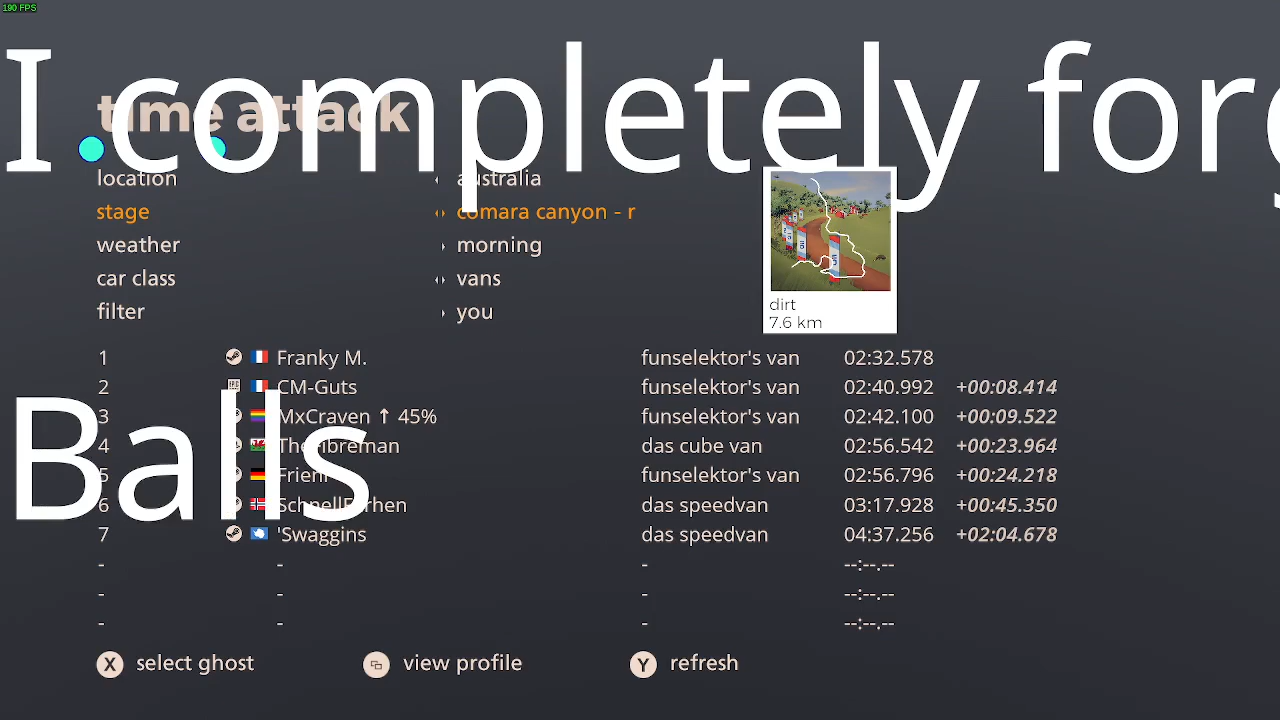 190 FPS
I completely forg
time attack
location australia
stage comara canyon - r
weather morning
car class vans
filter you
dirt
7.6 km
1 Franky M. funselektor's van 02:32.578
2 CM-Guts funselektor's van 02:40.992 +00:08.414
3 MxCraven ↑ 45% funselektor's van 02:42.100 +00:09.522
Balls
4 das cube van 02:56.542 +00:23.964
5 funselektor's van 02:56.796 +00:24.218
6 das speedvan 03:17.928 +00:45.350
7 'Swaggins das speedvan 04:37.256 +02:04.678
- - - --:--.--
- - - --:--.--
- - - --:--.--
X select ghost view profile Y refresh